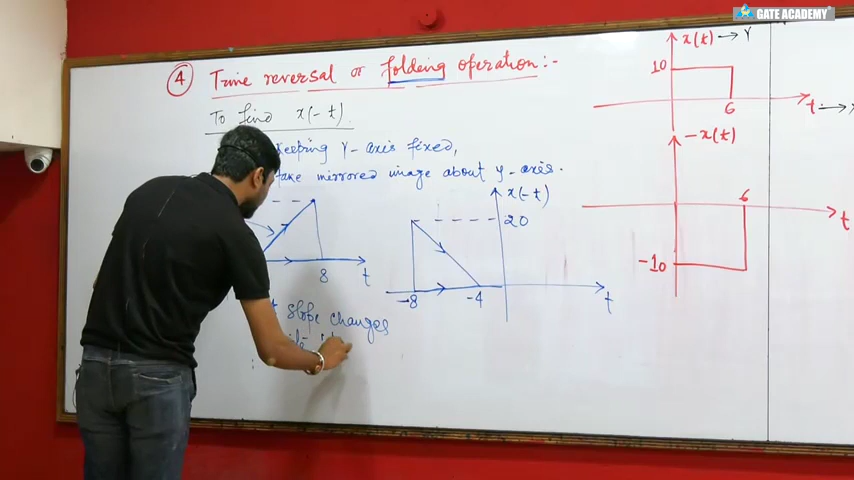 GATE ACADEMY
4 Time reversal or foldeing operation:-
To find x(-t).
keeping Y-axis fixed,
take mirrored image about y-axis.
8
t
x(-t)
20
-8
-4
t
slope changes
x(t) → Y
10
6
t →
-x(t)
6
-10
t